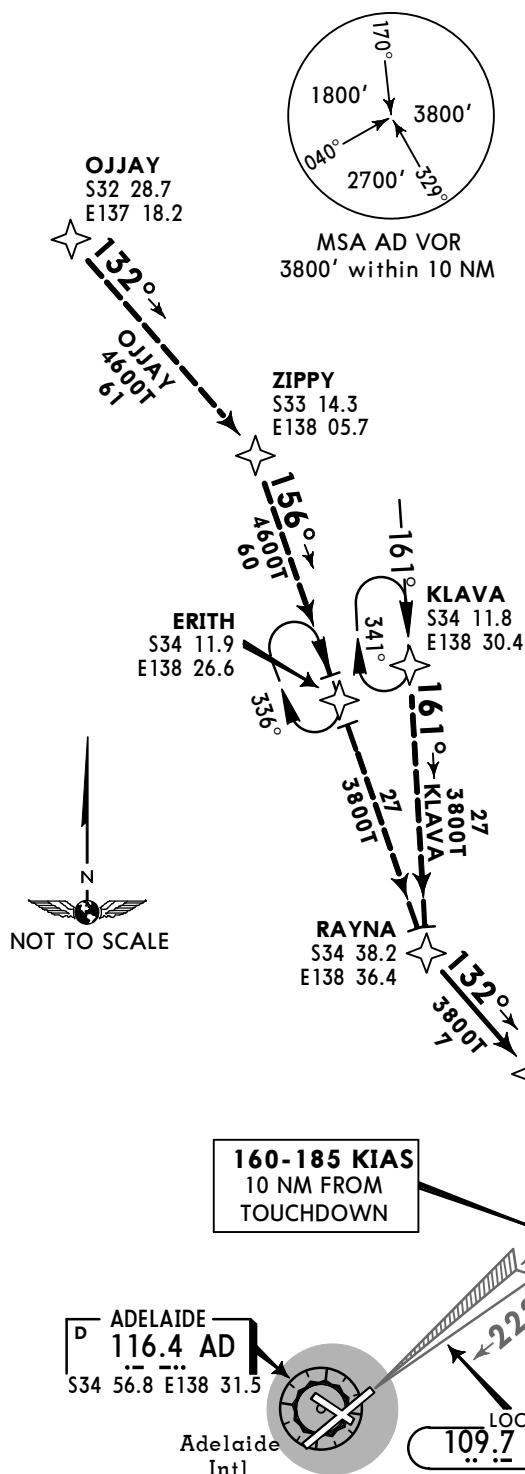 170°
1800'
3800'
040°
2700'
329°
MSA AD VOR
3800' within 10 NM
OJJAY
S32 28.7
E137 18.2
132°
OJJAY
4600T
61
ZIPPY
S33 14.3
E138 05.7
156°
4600T
60
161°
KLAVA
S34 11.8
E138 30.4
341°
ERITH
S34 11.9
E138 26.6
336°
161°
27
3800T
KLAVA
27
3800T
N
NOT TO SCALE
RAYNA
S34 38.2
E138 36.4
132°
3800T
7
160-185 KIAS
10 NM FROM
TOUCHDOWN
D
ADELAIDE
116.4 AD
S34 56.8 E138 31.5
Adelaide
Intl
LOC
109.7